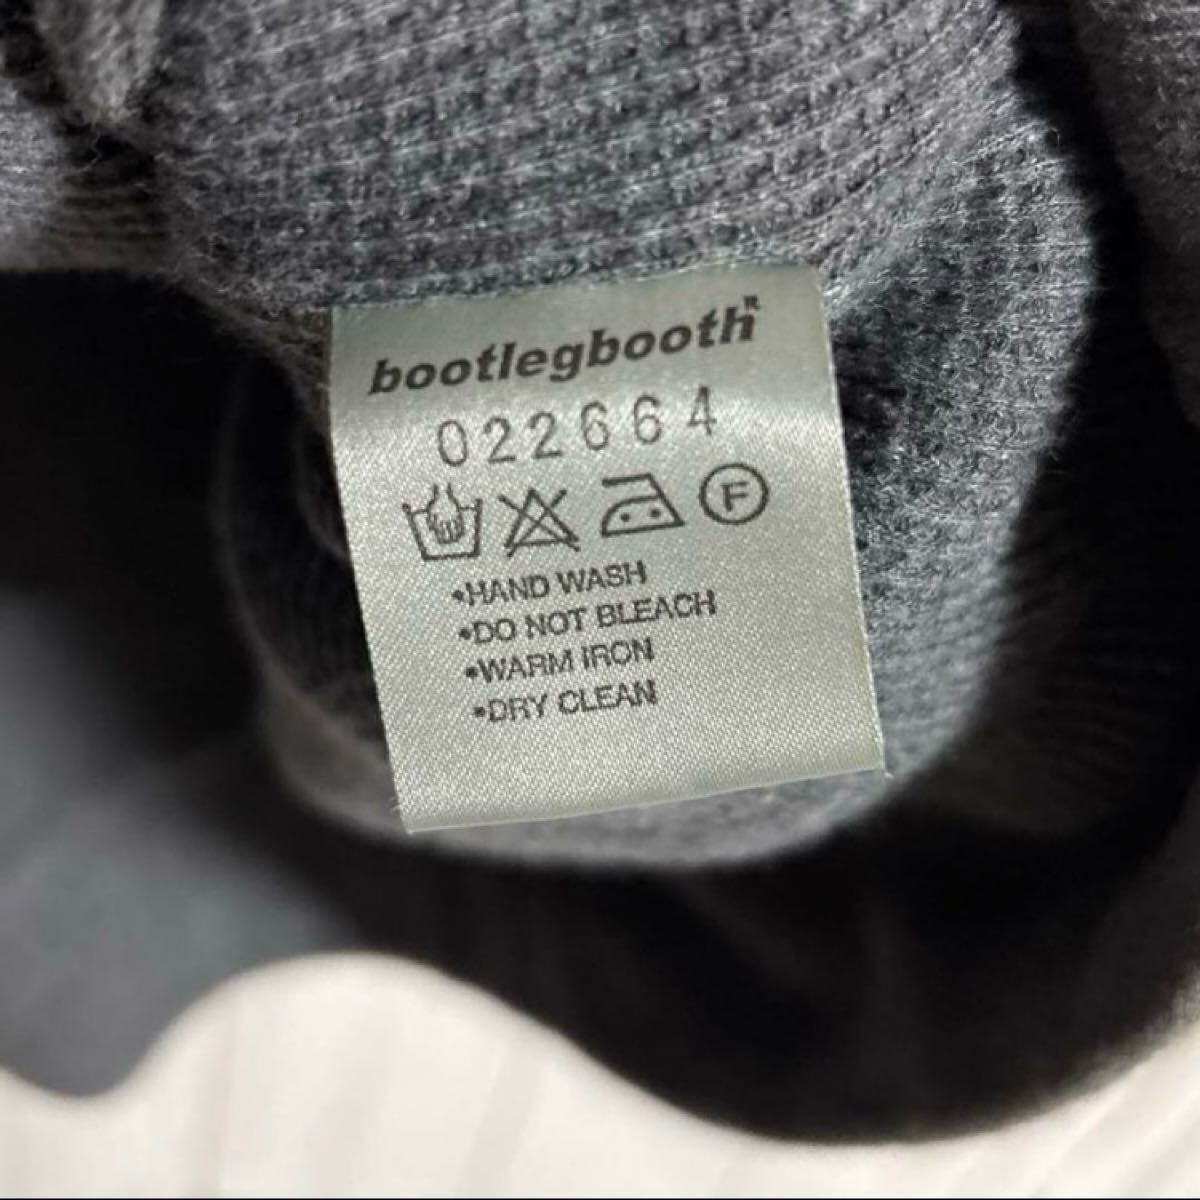 bootlegbooth®
022664
F
•HAND WASH
•DO NOT BLEACH
•WARM IRON
•DRY CLEAN